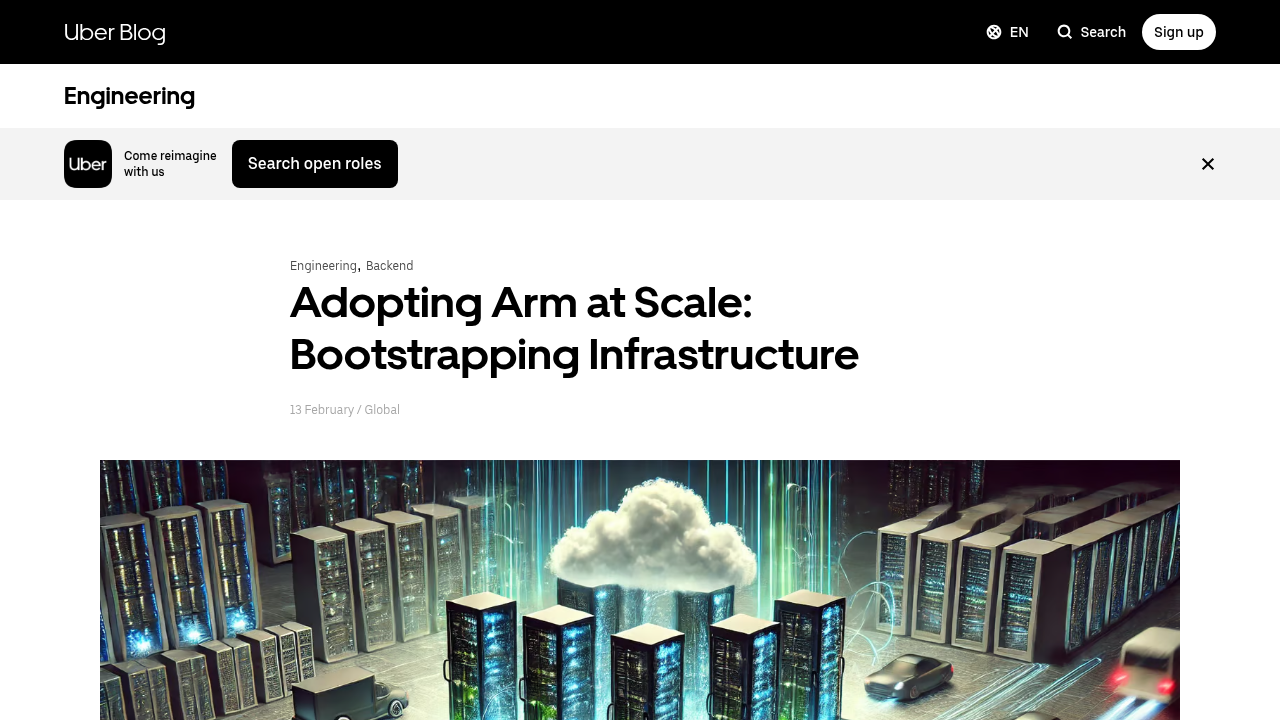 Uber Blog
EN
Search
Sign up
Engineering
Uber
Come reimagine
with us
Search open roles
Engineering, Backend
Adopting Arm at Scale:
Bootstrapping Infrastructure
13 February / Global